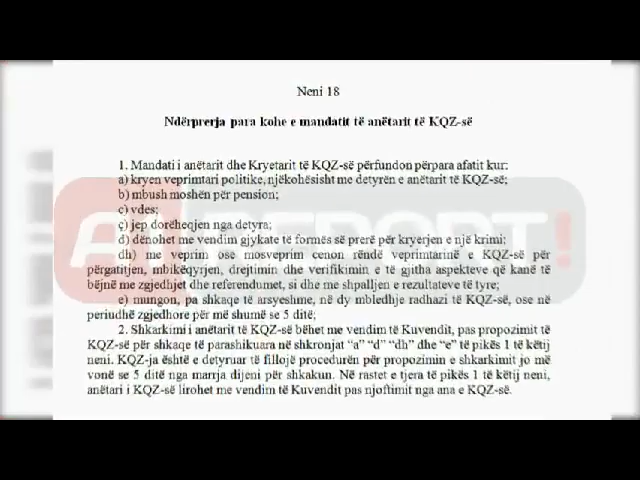 Neni 18
Ndërprerja para kohe e mandatit të anëtarit të KQZ-së
1. Mandati i anëtarit dhe Kryetarit të KQZ-së përfundon përpara afatit kur:
a) kryen veprimtari politike, njëkohësisht me detyrën e anëtarit të KQZ-së;
b) mbush moshën për pension;
c) vdes;
ç) jep dorëheqjen nga detyra;
d) dënohet me vendim gjykate të formës së prerë për kryerjen e një krimi;
dh) me veprim ose mosveprim cenon rëndë veprimtarinë e KQZ-së për
përgatitjen, mbikëqyrjen, drejtimin dhe verifikimin e të gjitha aspekteve që kanë të
bëjnë me zgjedhjet dhe referendumet, si dhe me shpalljen e rezultateve të tyre;
e) mungon, pa shkaqe të arsyeshme, në dy mbledhje radhazi të KQZ-së, ose në
periudhë zgjedhore për më shumë se 5 ditë;
2. Shkarkimi i anëtarit të KQZ-së bëhet me vendim të Kuvendit, pas propozimit të
KQZ-së për shkaqe të parashikuara në shkronjat "a" "d" "dh" dhe "e" të pikës 1 të këtij
neni. KQZ-ja është e detyruar të fillojë procedurën për propozimin e shkarkimit jo më
vonë se 5 ditë nga marrja dijeni për shkakun. Në rastet e tjera të pikës 1 të këtij neni,
anëtari i KQZ-së lirohet me vendim të Kuvendit pas njoftimit nga ana e KQZ-së.
A1 REPORT!